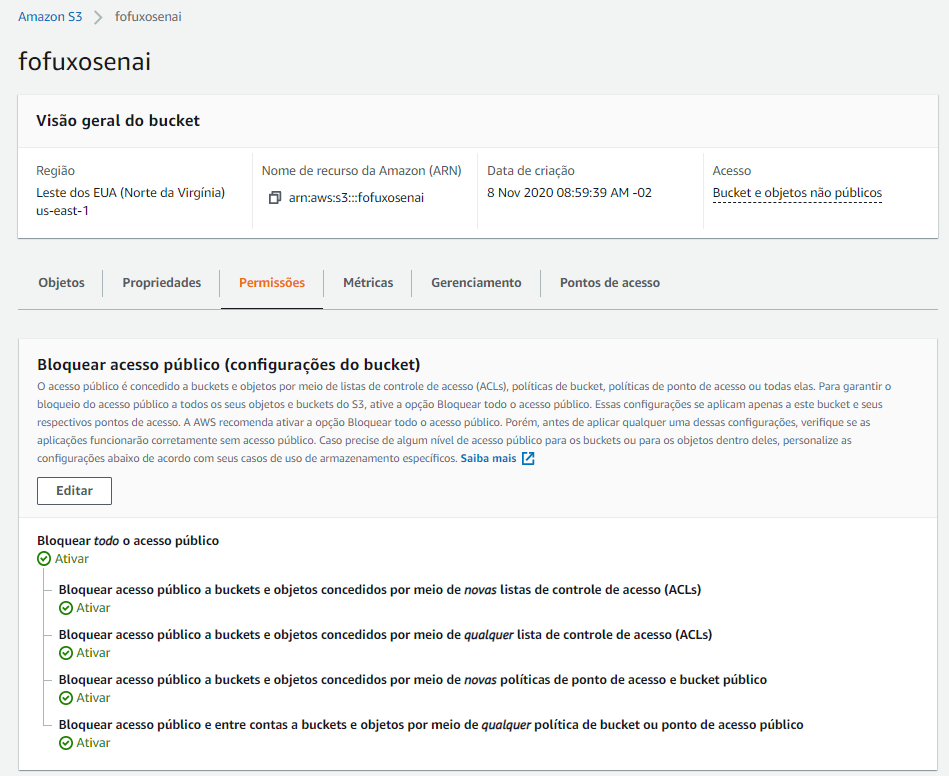 Amazon S3 > fofuxosenai
fofuxosenai
Visão geral do bucket
Região
Leste dos EUA (Norte da Virgínia)
us-east-1
Nome de recurso da Amazon (ARN)
arn:aws:s3:::fofuxosenai
Data de criação
8 Nov 2020 08:59:39 AM -02
Acesso
Bucket e objetos não públicos
Objetos
Propriedades
Permissões
Métricas
Gerenciamento
Pontos de acesso
Bloquear acesso público (configurações do bucket)
O acesso público é concedido a buckets e objetos por meio de listas de controle de acesso (ACLs), políticas de bucket, políticas de ponto de acesso ou todas elas. Para garantir o
bloqueio do acesso público a todos os seus objetos e buckets do S3, ative a opção Bloquear todo o acesso público. Essas configurações se aplicam apenas a este bucket e seus
respectivos pontos de acesso. A AWS recomenda ativar a opção Bloquear todo o acesso público. Porém, antes de aplicar qualquer uma dessas configurações, verifique se as
aplicações funcionarão corretamente sem acesso público. Caso precise de algum nível de acesso público para os buckets ou para os objetos dentro deles, personalize as
configurações abaixo de acordo com seus casos de uso de armazenamento específicos. Saiba mais
Editar
Bloquear todo o acesso público
Ativar
Bloquear acesso público a buckets e objetos concedidos por meio de novas listas de controle de acesso (ACLs)
Ativar
Bloquear acesso público a buckets e objetos concedidos por meio de qualquer lista de controle de acesso (ACLs)
Ativar
Bloquear acesso público a buckets e objetos concedidos por meio de novas políticas de ponto de acesso e bucket público
Ativar
Bloquear acesso público e entre contas a buckets e objetos por meio de qualquer política de bucket ou ponto de acesso público
Ativar